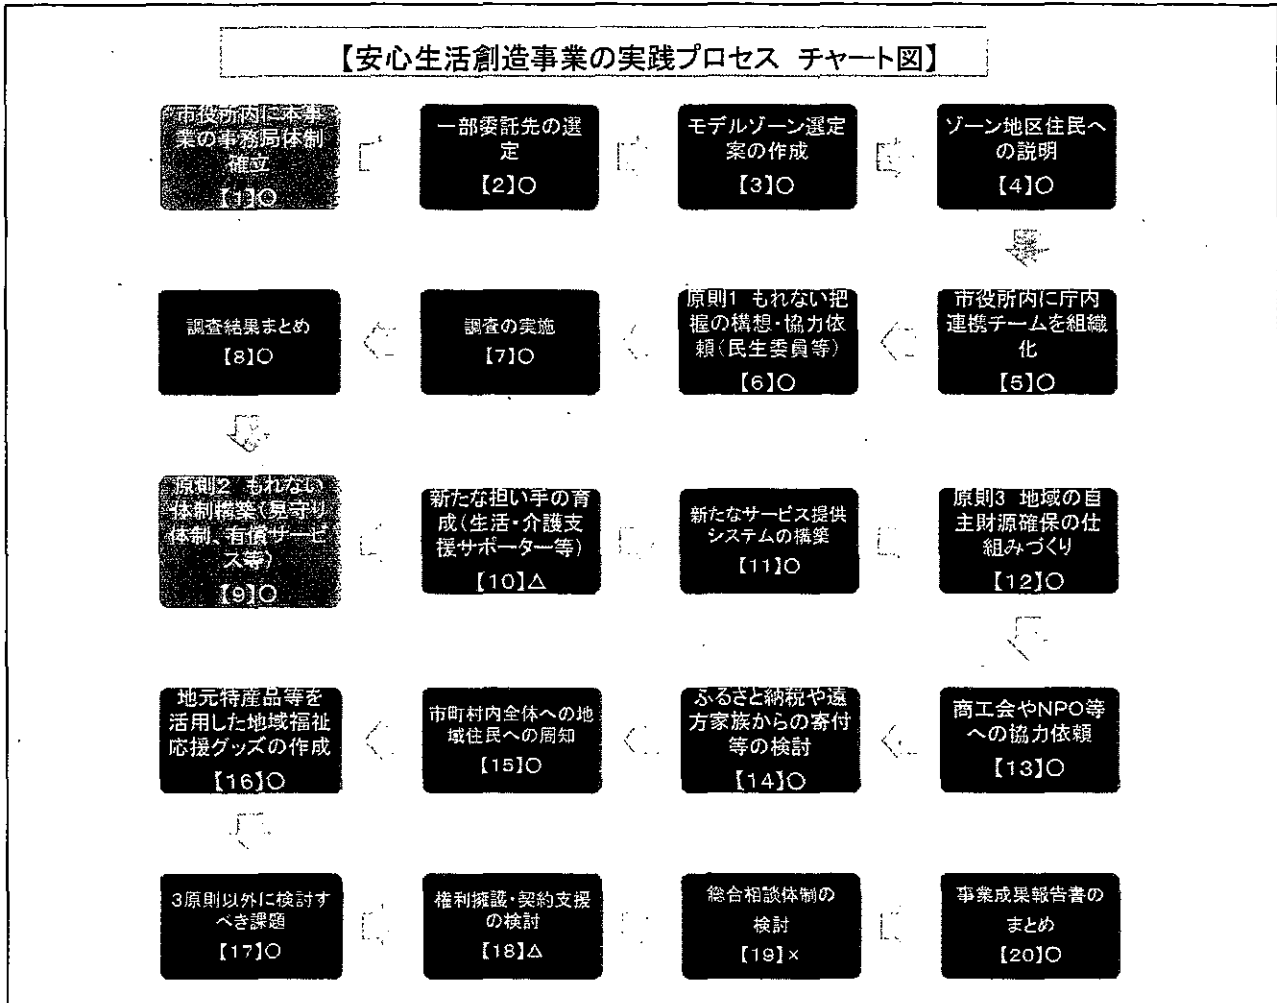 【安心生活創造事業の実践プロセス チャート図】
市役所内に本事
業の事務局体制
確立
【1】○
一部委託先の選
定
【2】○
モデルゾーン選定
案の作成
【3】○
ゾーン地区住民へ
の説明
【4】○
調査結果まとめ
【8】○
調査の実施
【7】○
原則1 もれない把
握の構想・協力依
頼(民生委員等)
【6】○
市役所内に庁内
連携チームを組織
化
【5】○
原則2 もれない
体制構築(見守り
体制、有償サービ
ス等)
【9】○
新たな担い手の育
成(生活・介護支
援サポーター等)
【10】△
新たなサービス提供
システムの構築
【11】○
原則3 地域の自
主財源確保の仕
組みづくり
【12】○
地元特産品等を
活用した地域福祉
応援グッズの作成
【16】○
市町村内全体への地
域住民への周知
【15】○
ふるさと納税や遠
方家族からの寄付
等の検討
【14】○
商工会やNPO等
への協力依頼
【13】○
3原則以外に検討す
べき課題
【17】○
権利擁護・契約支援
の検討
【18】△
総合相談体制の
検討
【19】×
事業成果報告書の
まとめ
【20】○